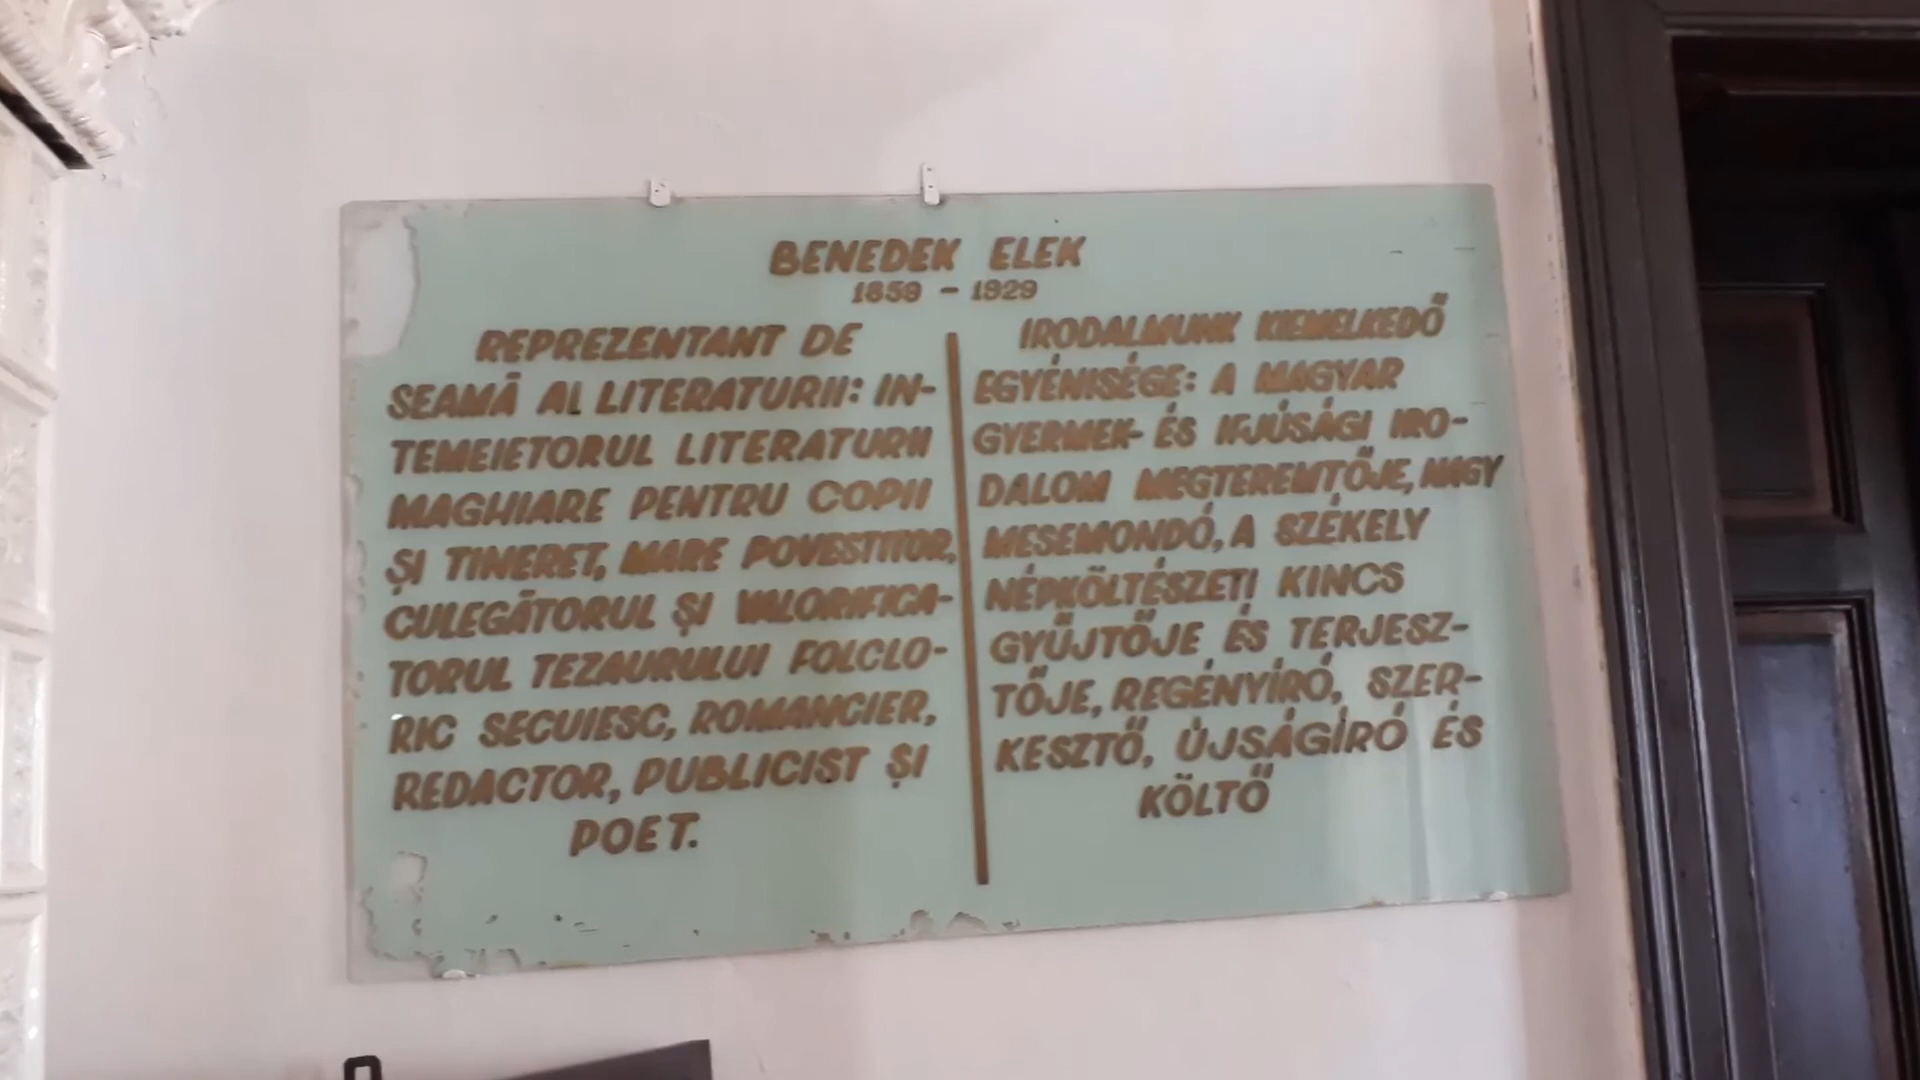 BENEDEK ELEK
1859 - 1929
REPREZENTANT DE
SEAMĂ AL LITERATURII: IN-
TEMEIETORUL LITERATURII
MAGHIARE PENTRU COPII
ȘI TINERET, MARE POVESTITOR,
CULEGĂTORUL ȘI VALORIFICA-
TORUL TEZAURULUI FOLCLO-
RIC SECUIESC, ROMANCIER,
REDACTOR, PUBLICIST ȘI
POET.
IRODALMUNK KIEMELKEDŐ
EGYÉNISÉGE: A MAGYAR
GYERMEK- ÉS IFJÚSÁGI IRO-
DALOM MEGTEREMTŐJE, NAGY
MESEMONDÓ, A SZÉKELY
NÉPKÖLTÉSZETI KINCS
GYŰJTŐJE ÉS TERJESZ-
TŐJE, REGÉNYÍRÓ, SZER-
KESZTŐ, ÚJSÁGÍRÓ ÉS
KÖLTŐ